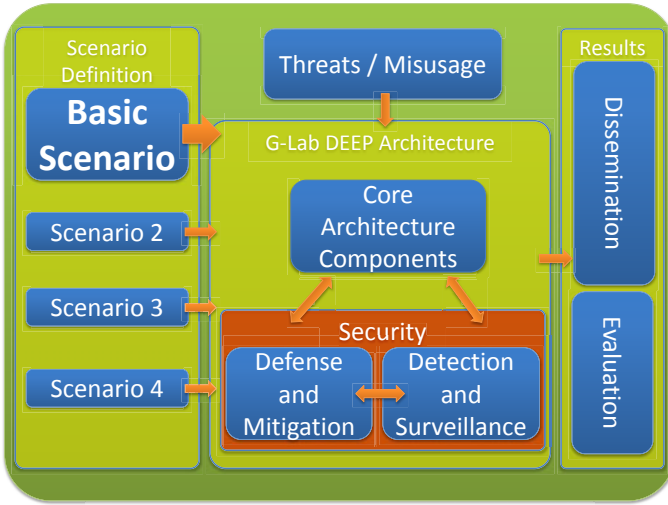 Scenario
Definition
Basic
Scenario
Scenario 2
Scenario 3
Scenario 4
Threats / Misusage
G-Lab DEEP Architecture
Core
Architecture
Components
Security
Defense
and
Mitigation
Detection
and
Surveillance
Results
Dissemination
Evaluation